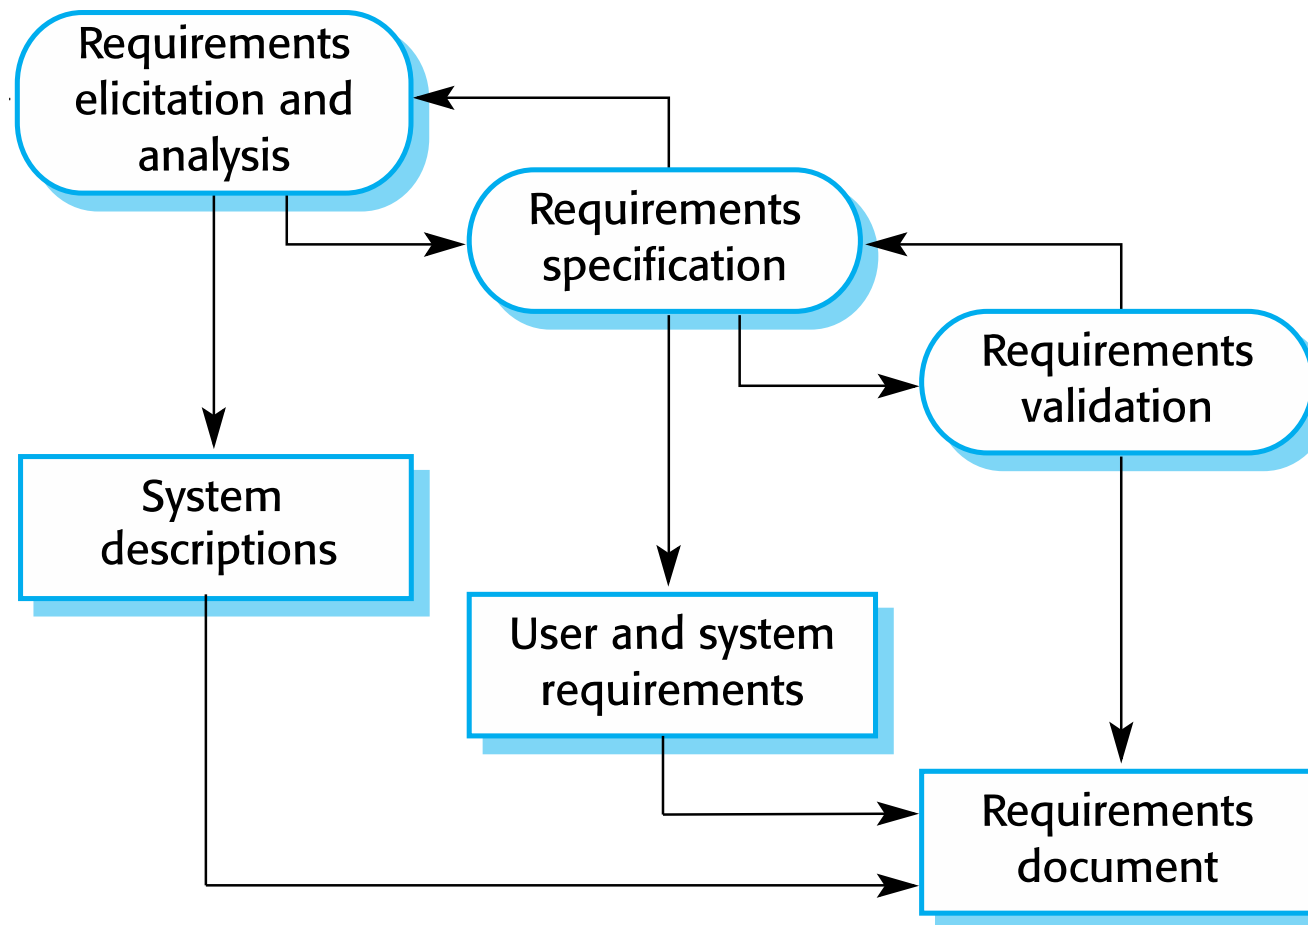 Requirements
elicitation and
analysis
Requirements
specification
Requirements
validation
System
descriptions
User and system
requirements
Requirements
document